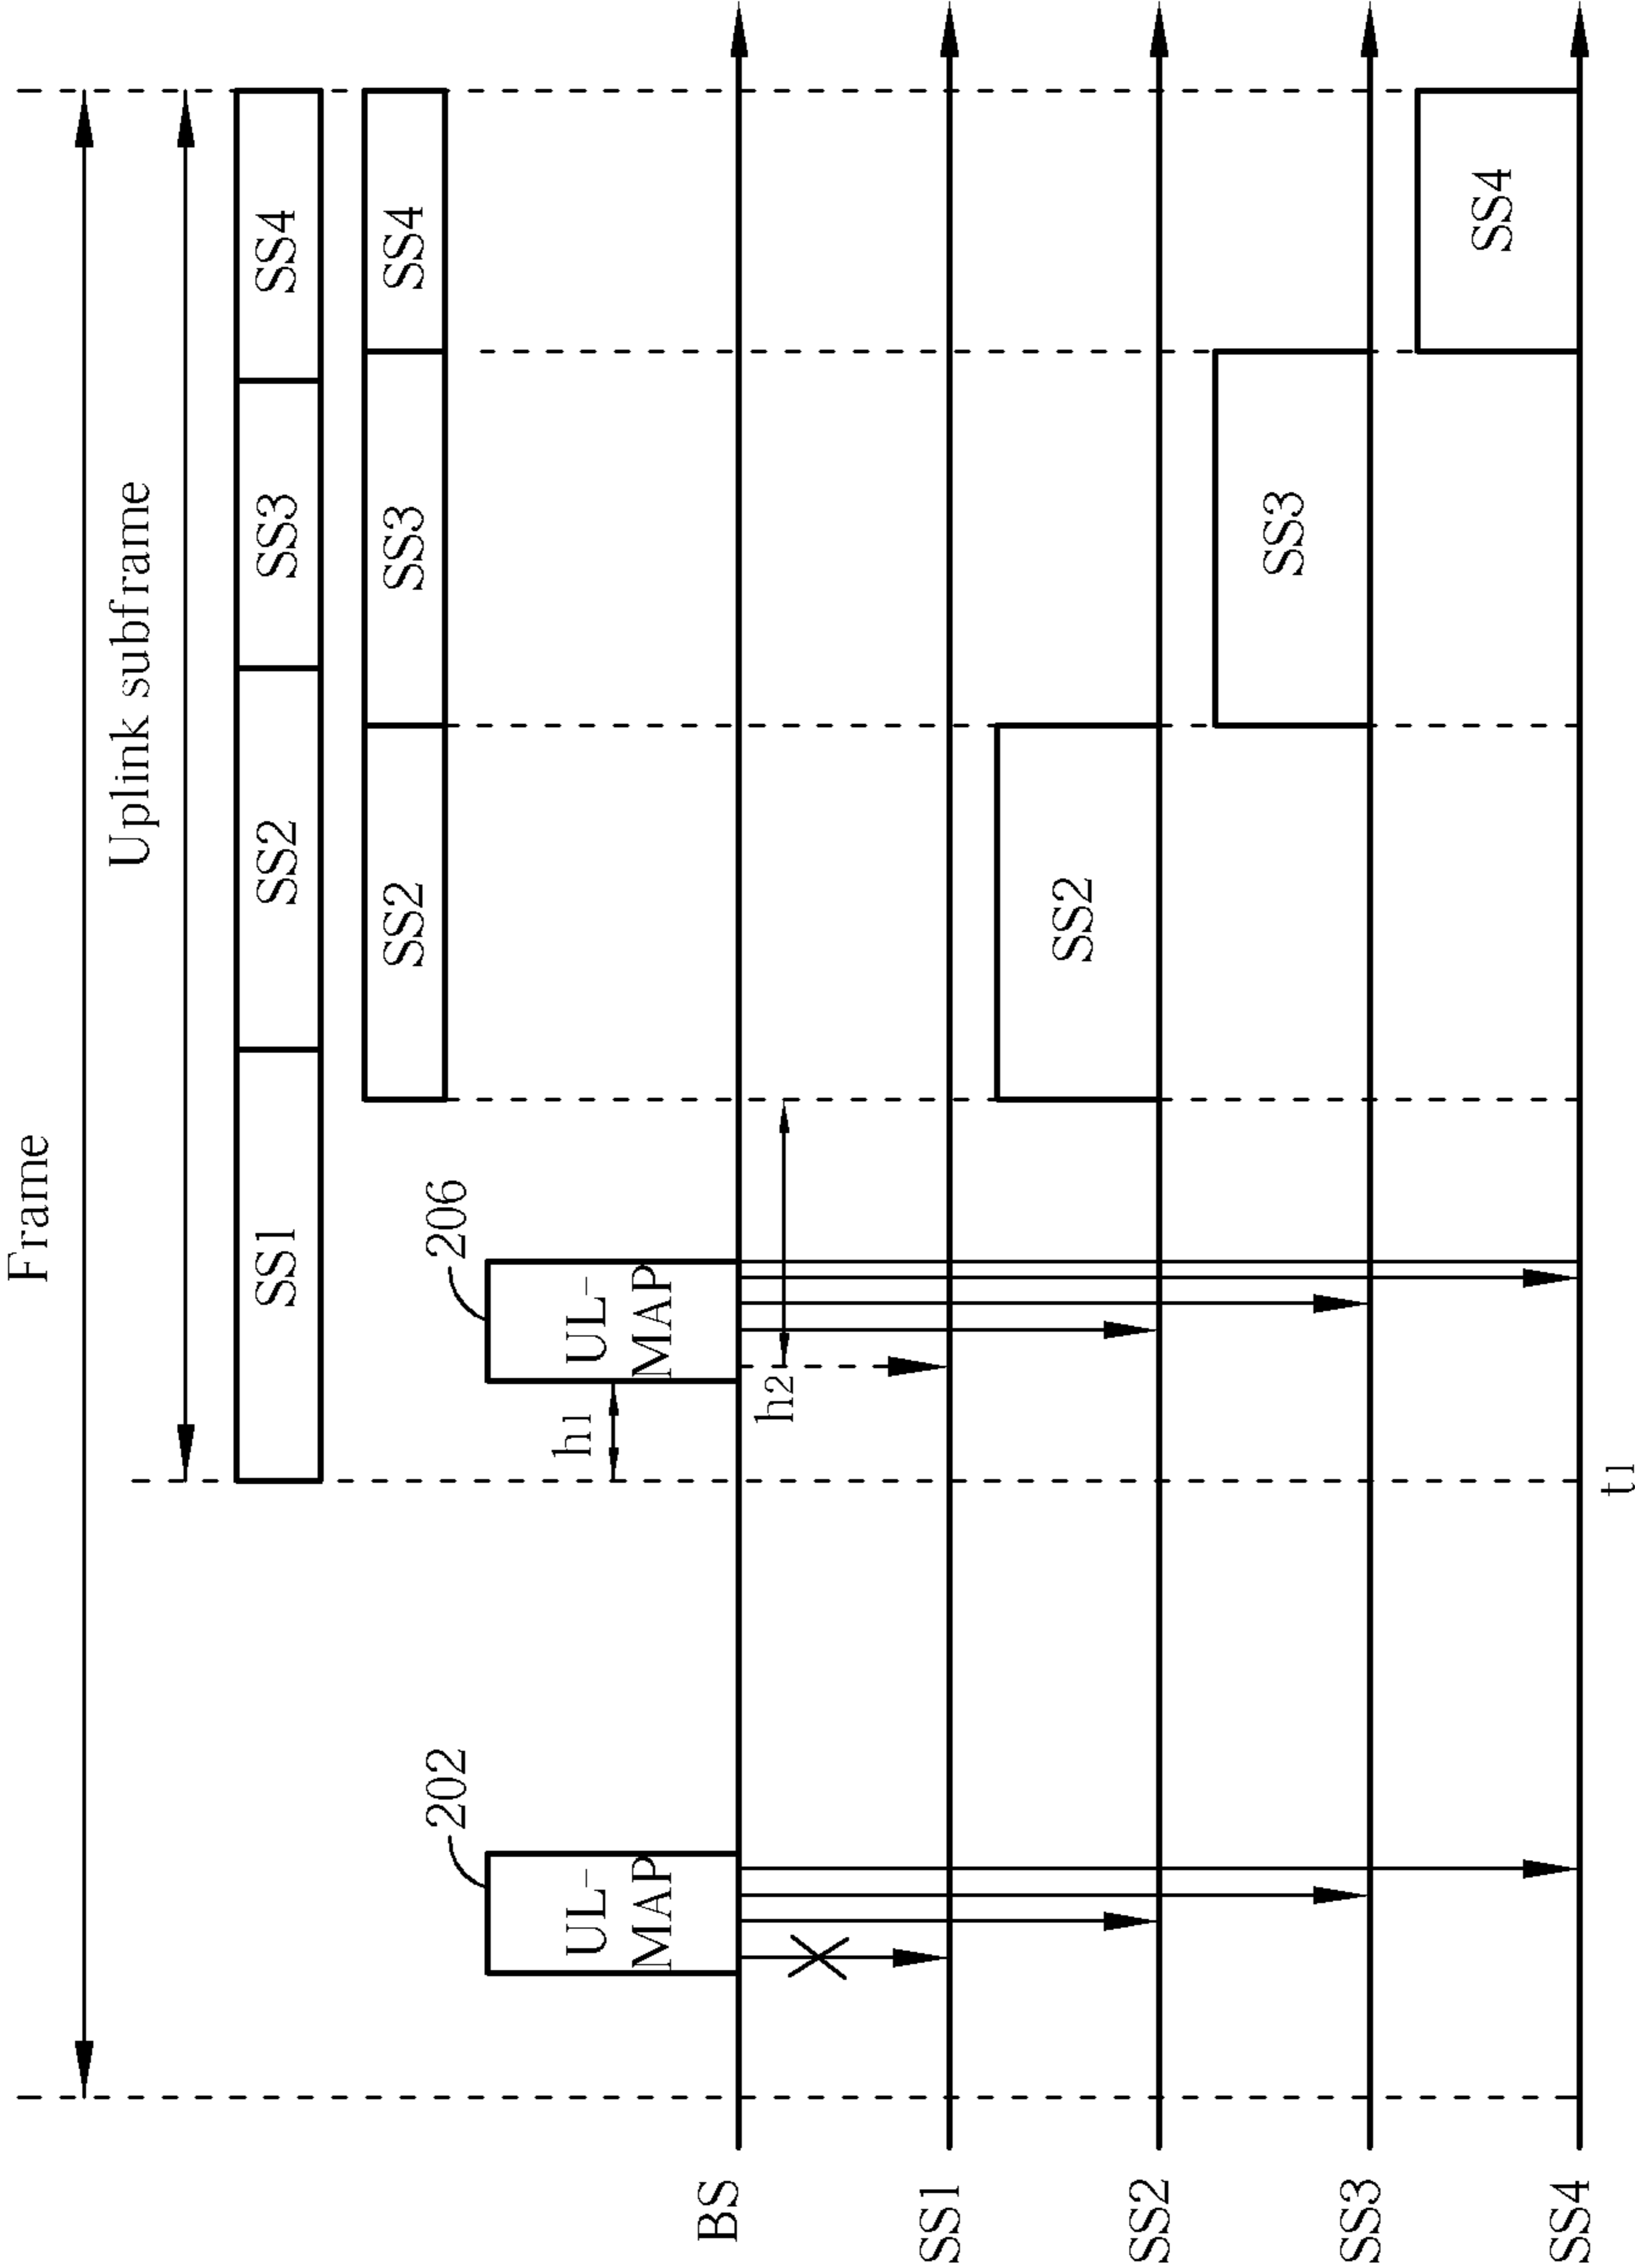 Frame
Uplink subframe
SS1 SS2 SS3 SS4
SS2 SS3 SS4
202 206
UL-
MAP
h1
UL-
MAP
BS
h2
SS1
SS2
SS2
SS3
SS3
SS4
SS4
t1